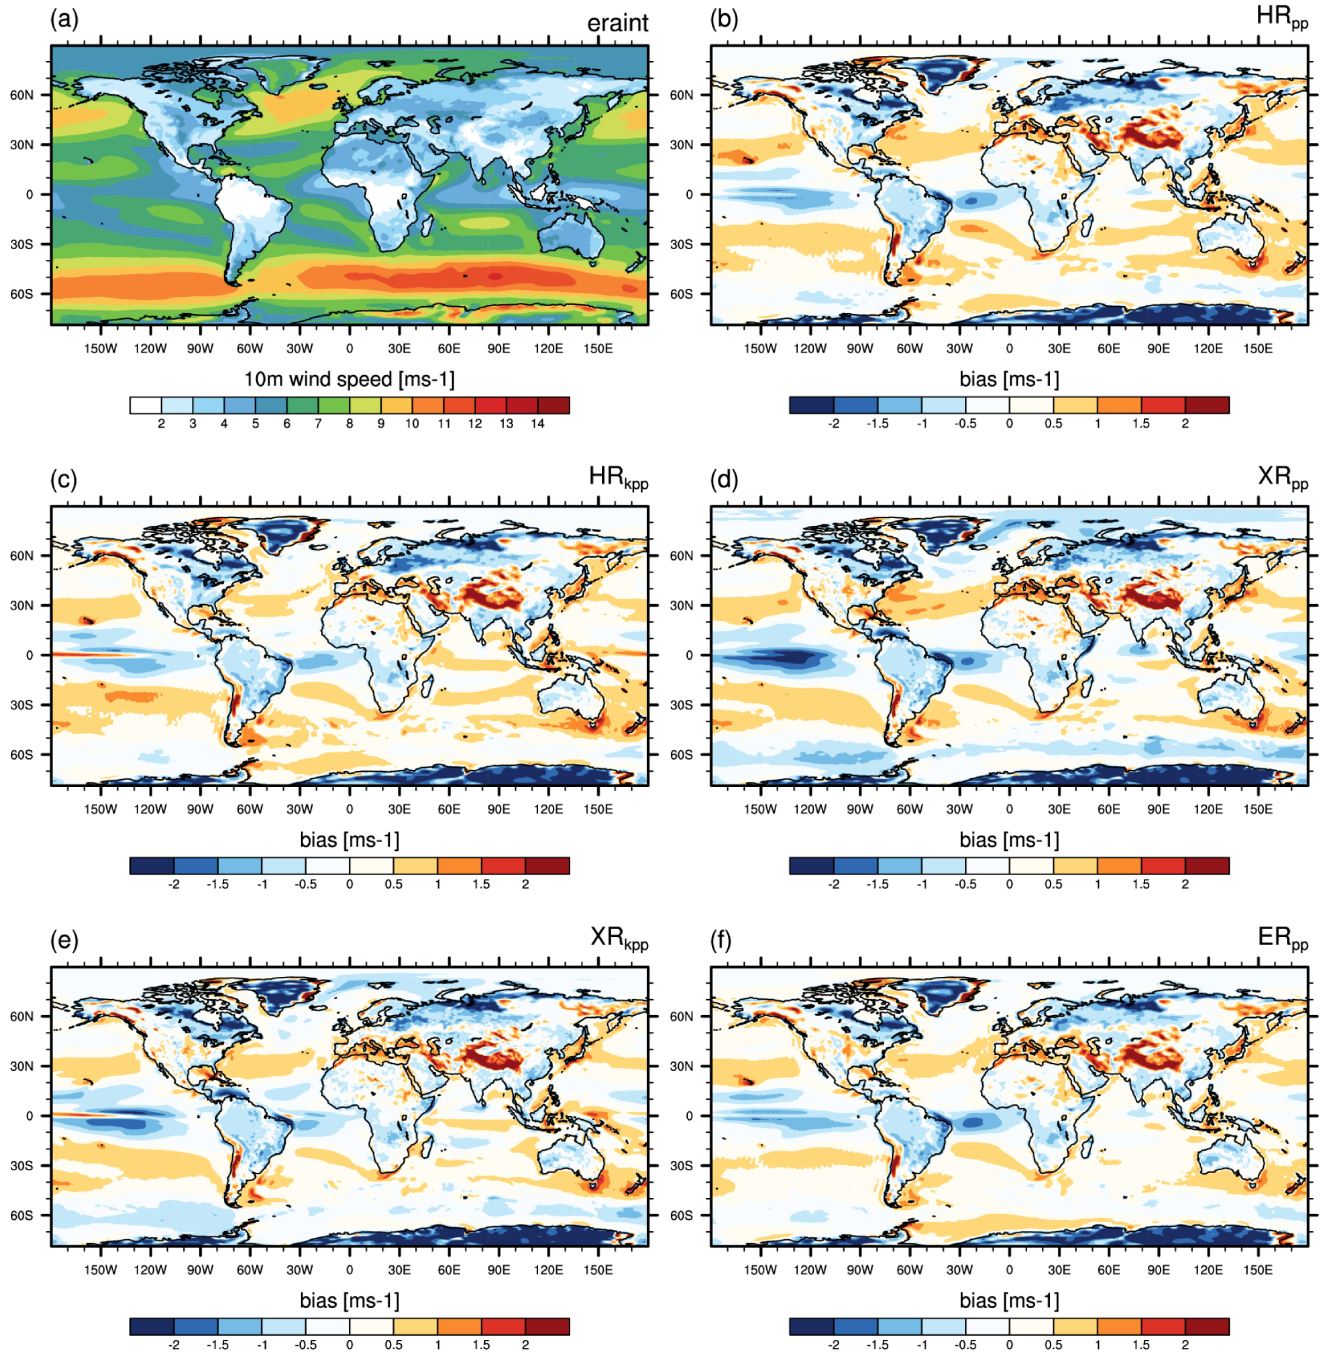 (a) eraint
60N
30N
0
30S
60S
150W 120W 90W 60W 30W 0 30E 60E 90E 120E 150E
10m wind speed [ms-1]
2 3 4 5 6 7 8 9 10 11 12 13 14
(b) HRpp
60N
30N
0
30S
60S
150W 120W 90W 60W 30W 0 30E 60E 90E 120E 150E
bias [ms-1]
-2 -1.5 -1 -0.5 0 0.5 1 1.5 2
(c) HRkpp
60N
30N
0
30S
60S
150W 120W 90W 60W 30W 0 30E 60E 90E 120E 150E
bias [ms-1]
-2 -1.5 -1 -0.5 0 0.5 1 1.5 2
(d) XRpp
60N
30N
0
30S
60S
150W 120W 90W 60W 30W 0 30E 60E 90E 120E 150E
bias [ms-1]
-2 -1.5 -1 -0.5 0 0.5 1 1.5 2
(e) XRkpp
60N
30N
0
30S
60S
150W 120W 90W 60W 30W 0 30E 60E 90E 120E 150E
bias [ms-1]
-2 -1.5 -1 -0.5 0 0.5 1 1.5 2
(f) ERpp
60N
30N
0
30S
60S
150W 120W 90W 60W 30W 0 30E 60E 90E 120E 150E
bias [ms-1]
-2 -1.5 -1 -0.5 0 0.5 1 1.5 2